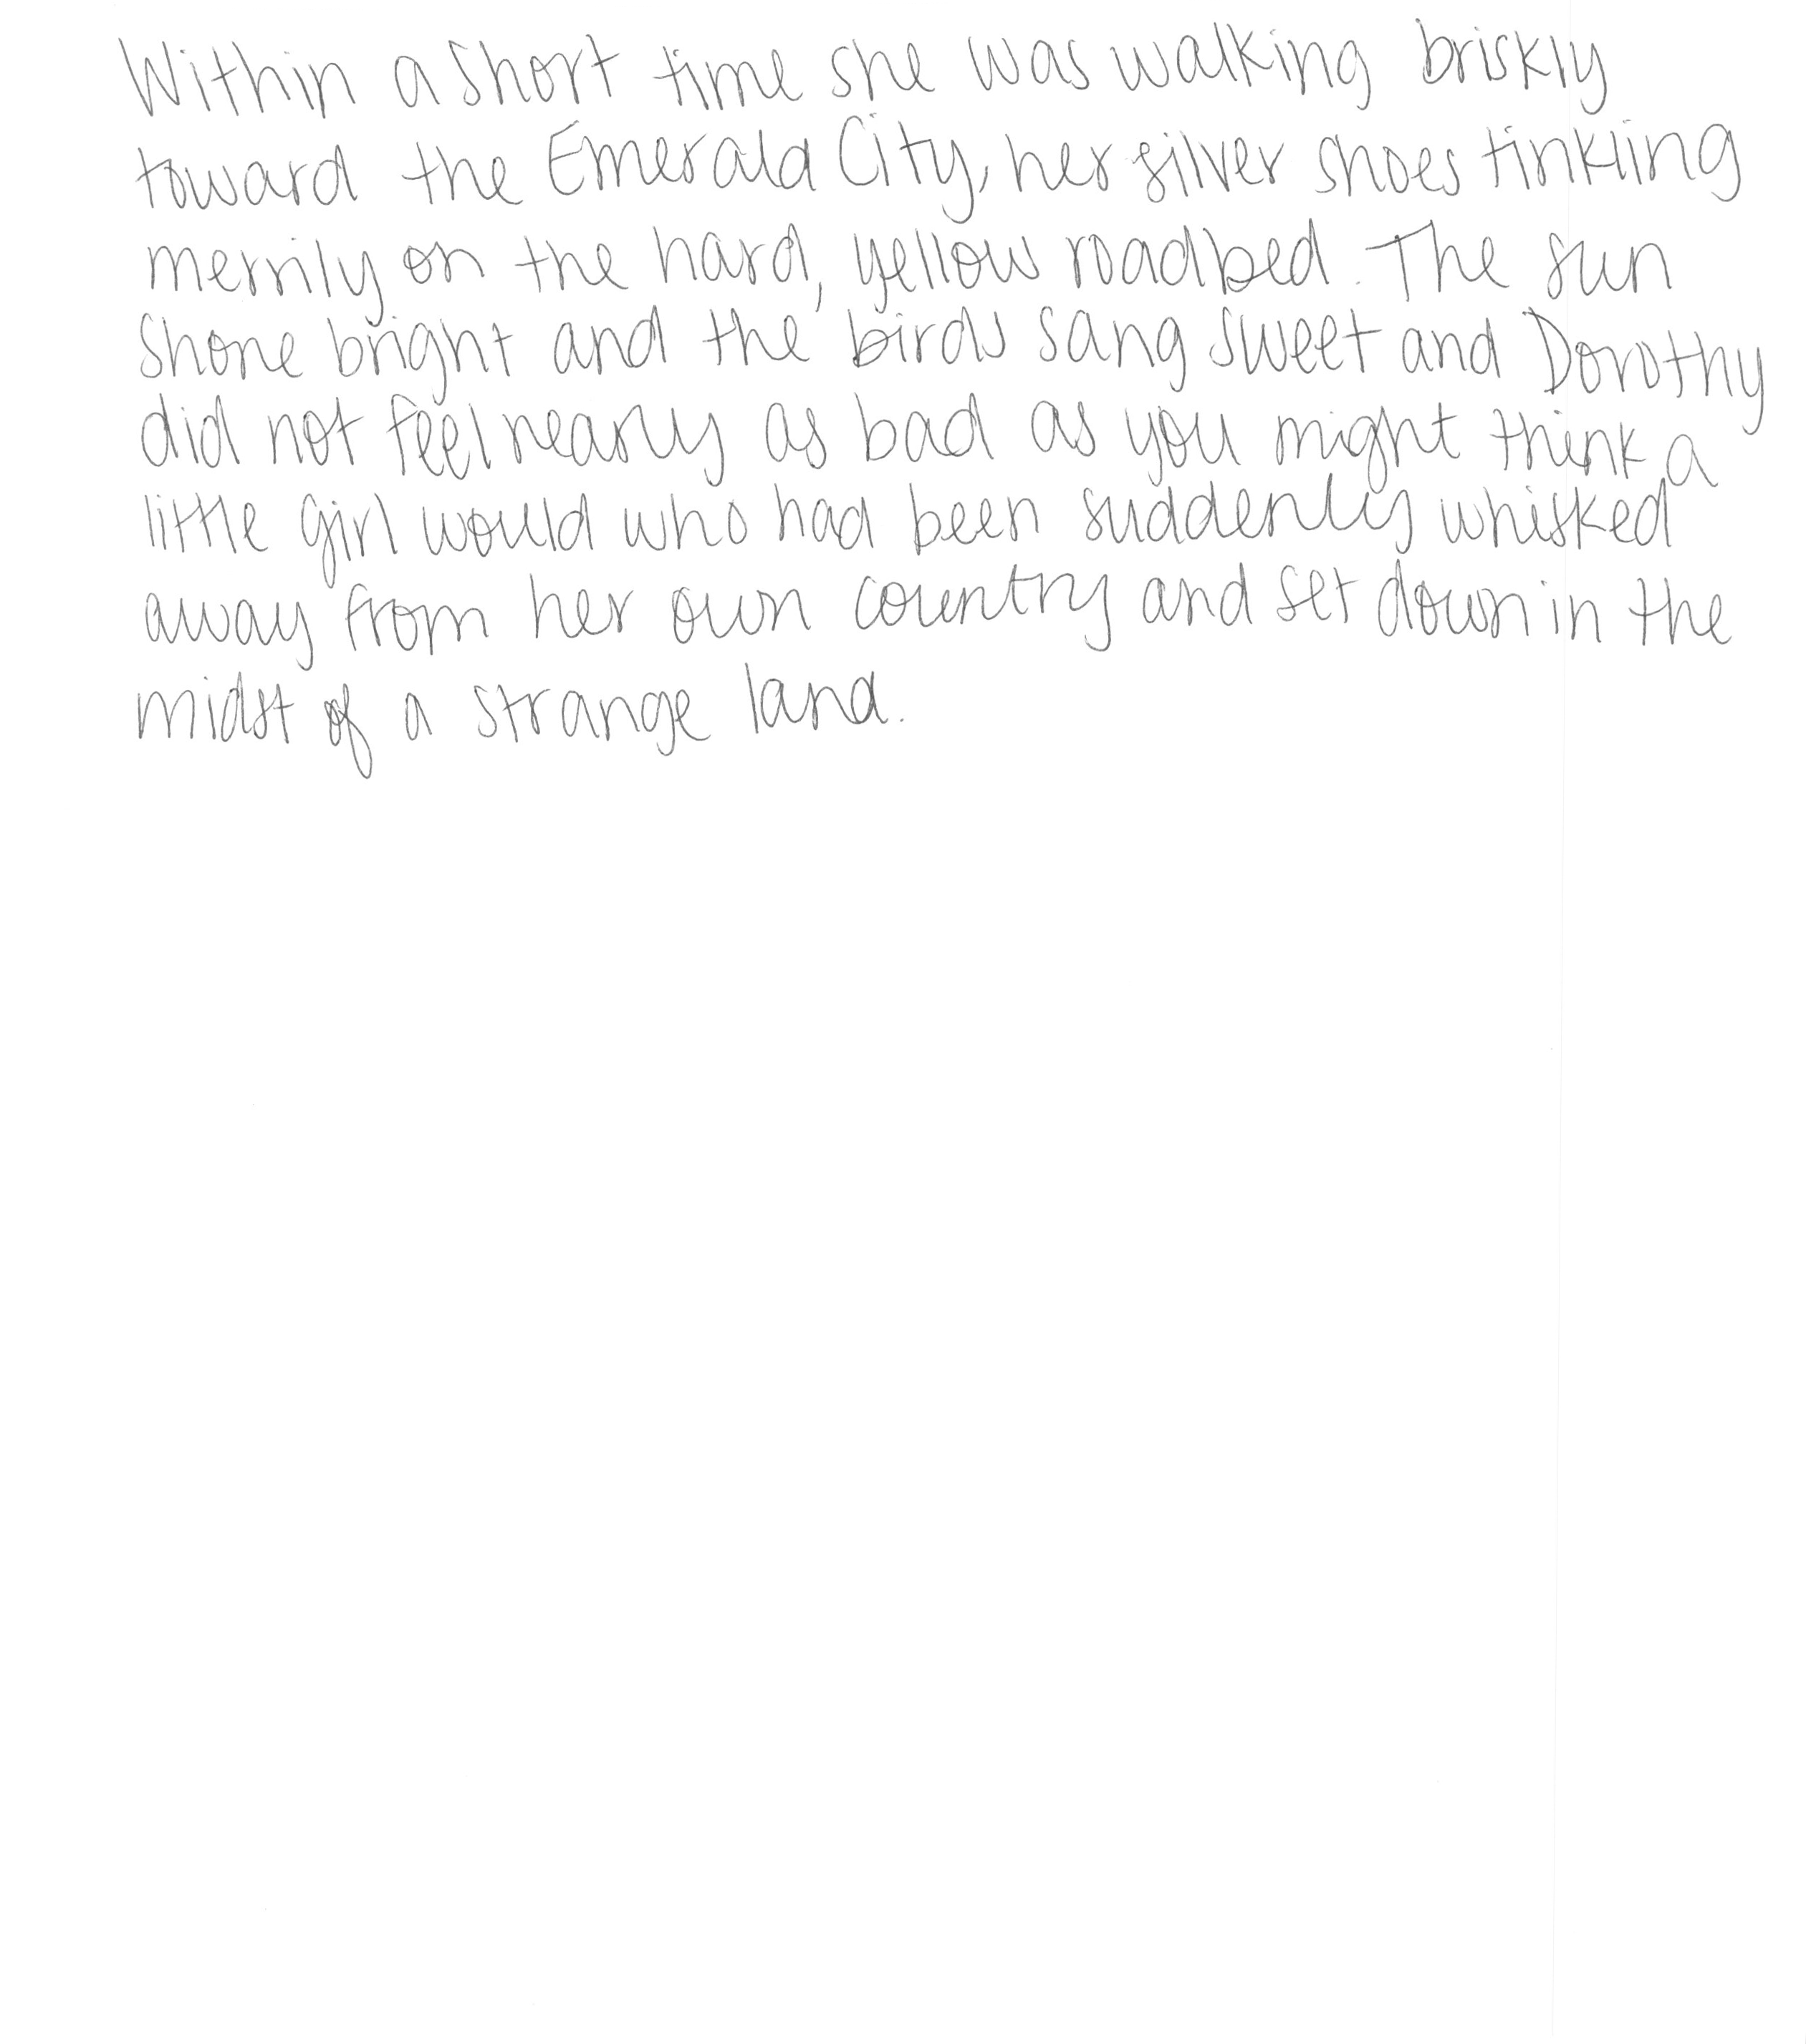 Within a short time she was walking briskly
toward the Emerald City, her silver shoes tinkling
merrily on the hard, yellow roadbed. The sun
shone bright and the birds sang sweet and Dorothy
did not feel nearly as bad as you might think a
little girl would who had been suddenly whisked
away from her own country and set down in the
midst of a strange land.